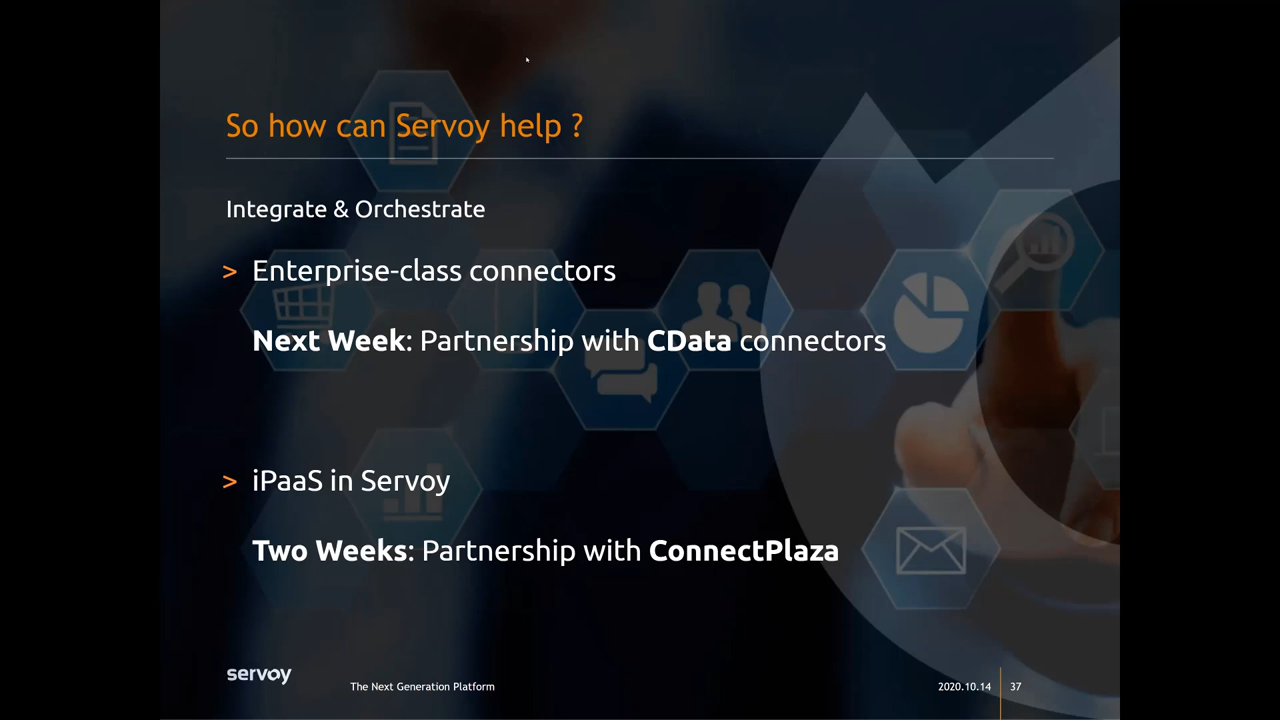 So how can Servoy help ?
Integrate & Orchestrate
> Enterprise-class connectors
Next Week: Partnership with CData connectors
> iPaaS in Servoy
Two Weeks: Partnership with ConnectPlaza
servoy
The Next Generation Platform
2020.10.14
37